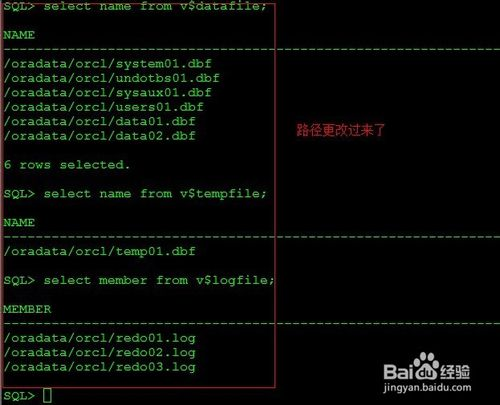 SQL> select name from v$datafile;
NAME
--------------------------------------------------------------------------------
/oradata/orcl/system01.dbf
/oradata/orcl/undotbs01.dbf
/oradata/orcl/sysaux01.dbf
/oradata/orcl/users01.dbf
/oradata/orcl/data01.dbf
/oradata/orcl/data02.dbf
路径更改过来了
6 rows selected.
SQL> select name from v$tempfile;
NAME
--------------------------------------------------------------------------------
/oradata/orcl/temp01.dbf
SQL> select member from v$logfile;
MEMBER
--------------------------------------------------------------------------------
/oradata/orcl/redo01.log
/oradata/orcl/redo02.log
/oradata/orcl/redo03.log
SQL>
Bai 经验
jingyan.baidu.com